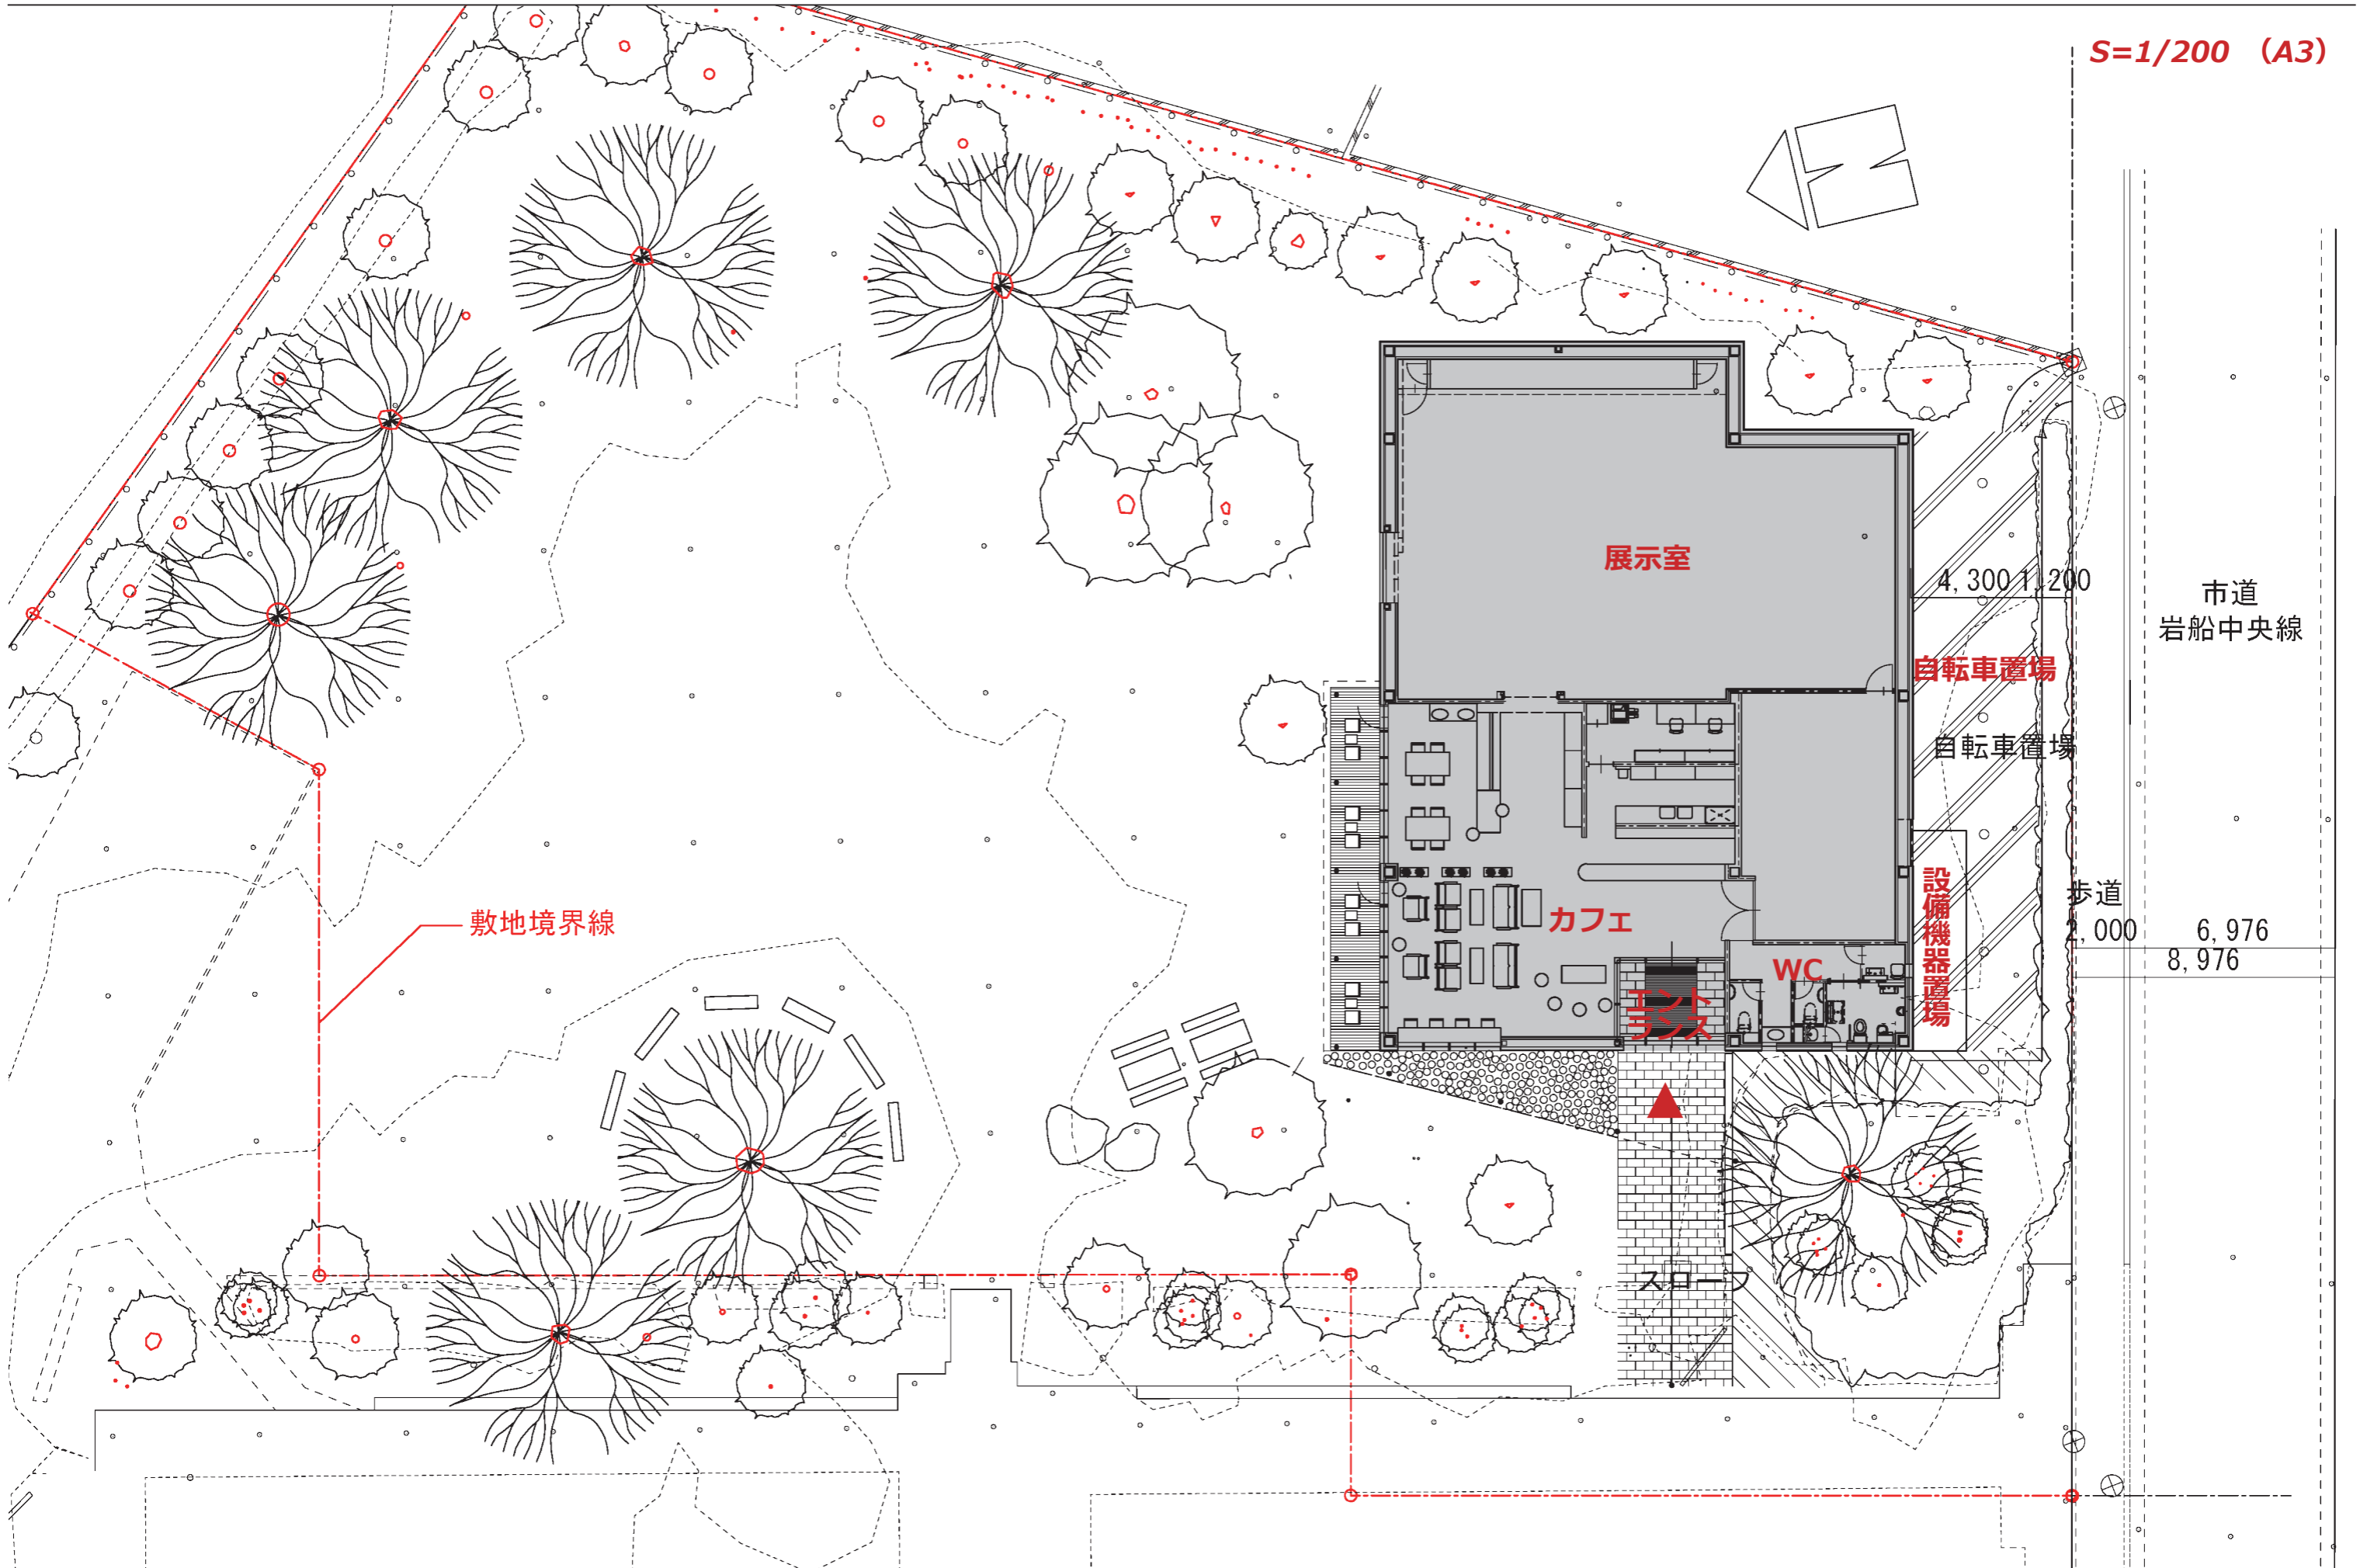 S=1/200 （A3）
展示室
4,300
1,200
市道
岩船中央線
自転車置場
自転車置場
敷地境界線
カフェ
設備機器置場
歩道
2,000
6,976
8,976
WC
エント
ランス
スロープ